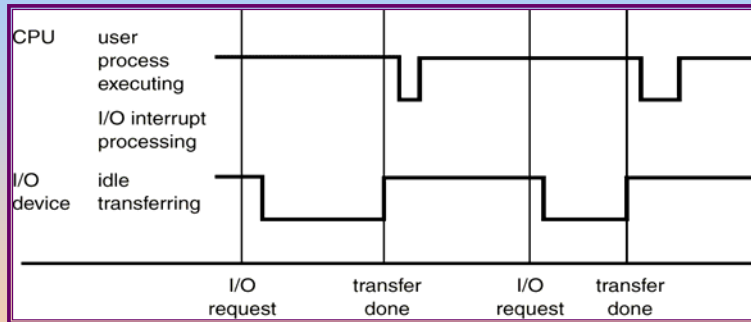 CPU user
process
executing
I/O interrupt
processing
I/O idle
device transferring
I/O transfer I/O transfer
request done request done